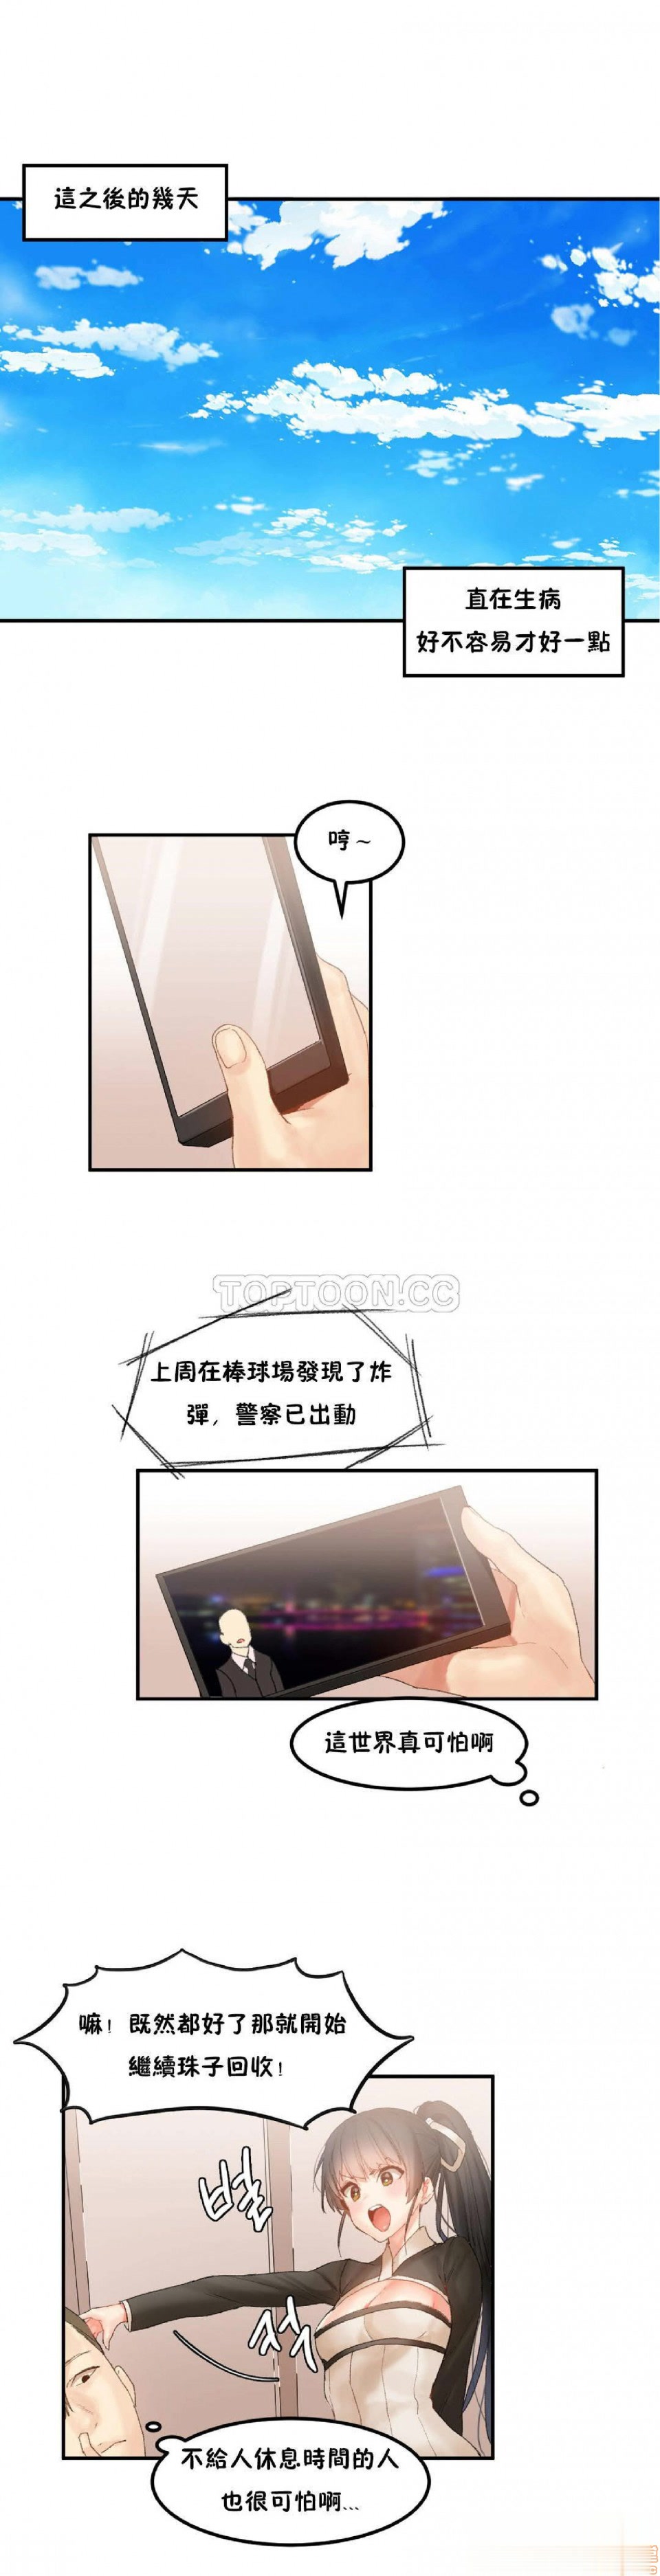 這之後的幾天
直在生病
好不容易才好一點
哼~
TOPTOON.CC
上周在棒球場發現了炸
彈，警察已出動
這世界真可怕啊
嘛！既然都好了那就開始
繼續珠子回收！
不給人休息時間的人
也很可怕啊…